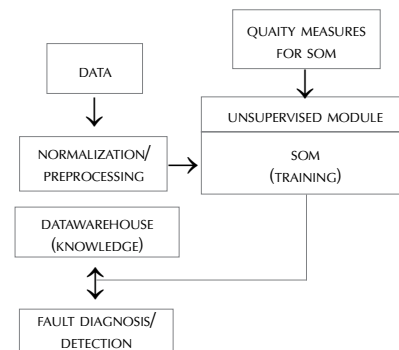 QUAITY MEASURES
FOR SOM
DATA
UNSUPERVISED MODULE
NORMALIZATION/
PREPROCESSING
SOM
(TRAINING)
DATAWAREHOUSE
(KNOWLEDGE)
FAULT DIAGNOSIS/
DETECTION